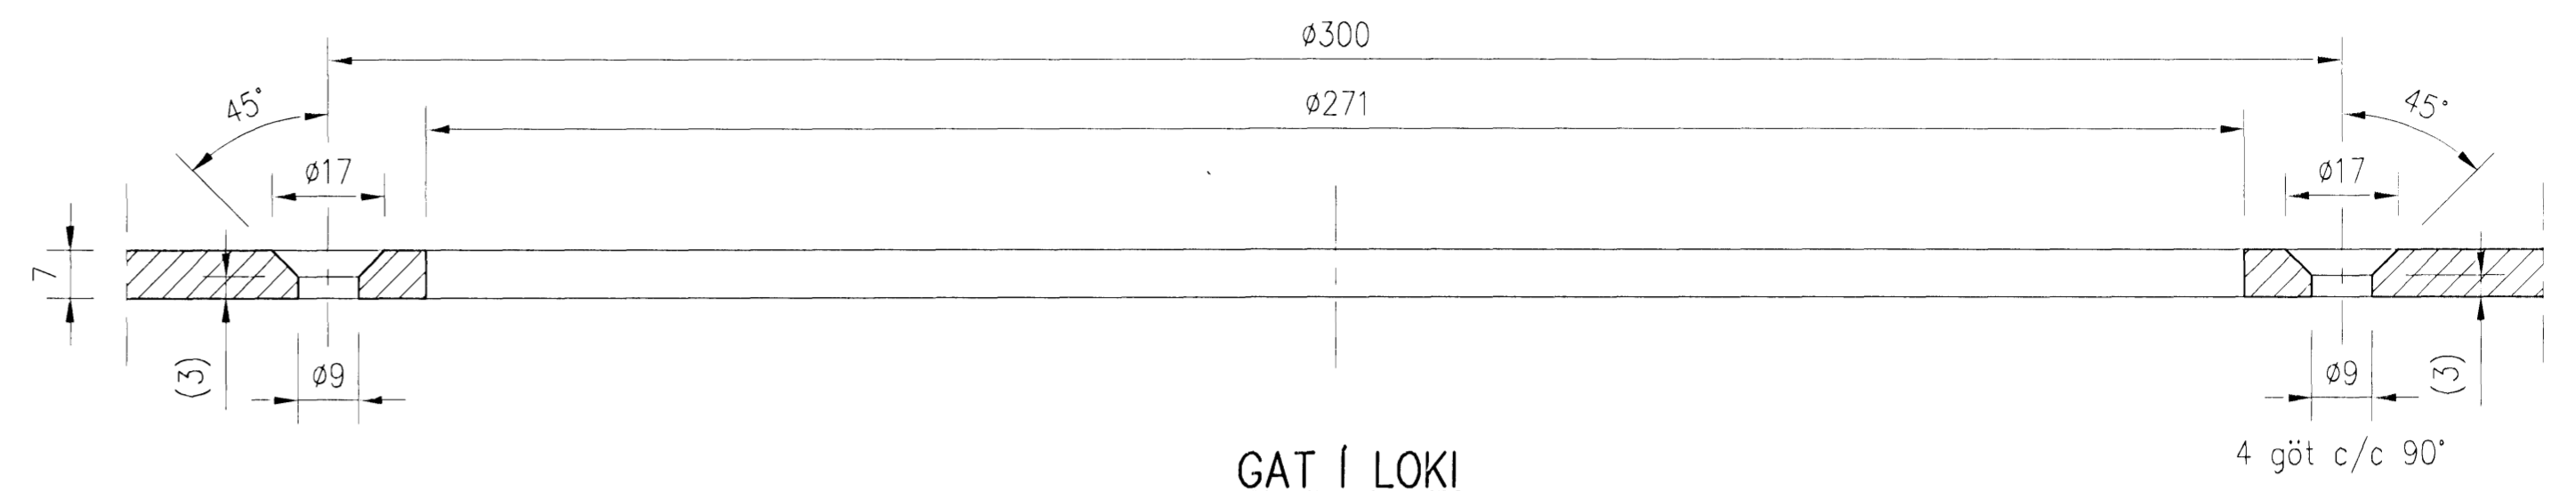 ø300
ø271
45°
45°
ø17
ø17
7
(3)
ø9
ø9
(3)
4 göt c/c 90°
GAT Í LOKI